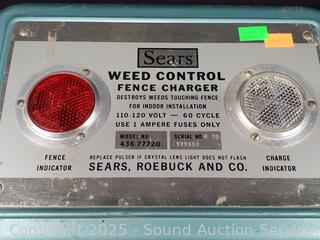 Sears
WEED CONTROL
FENCE CHARGER
DESTROYS WEEDS TOUCHING FENCE
FOR INDOOR INSTALLATION
110-120 VOLT — 60 CYCLE
USE 1 AMPERE FUSES ONLY
MODEL NO. SERIAL NO. 70
436.77720
FENCE INDICATOR
REPLACE PULSER IF CRYSTAL LENS LIGHT DOES NOT FLASH
CHARGE INDICATOR
SEARS, ROEBUCK AND CO.
Copyright 2025 - Sound Auction Service